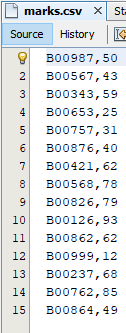 marks.csv
Sta
Source History
1 B00987,50
2 B00567,43
3 B00343,59
4 B00653,25
5 B00757,31
6 B00876,40
7 B00421,62
8 B00568,78
9 B00826,79
10 B00126,93
11 B00862,62
12 B00999,12
13 B00237,68
14 B00762,85
15 B00864,49